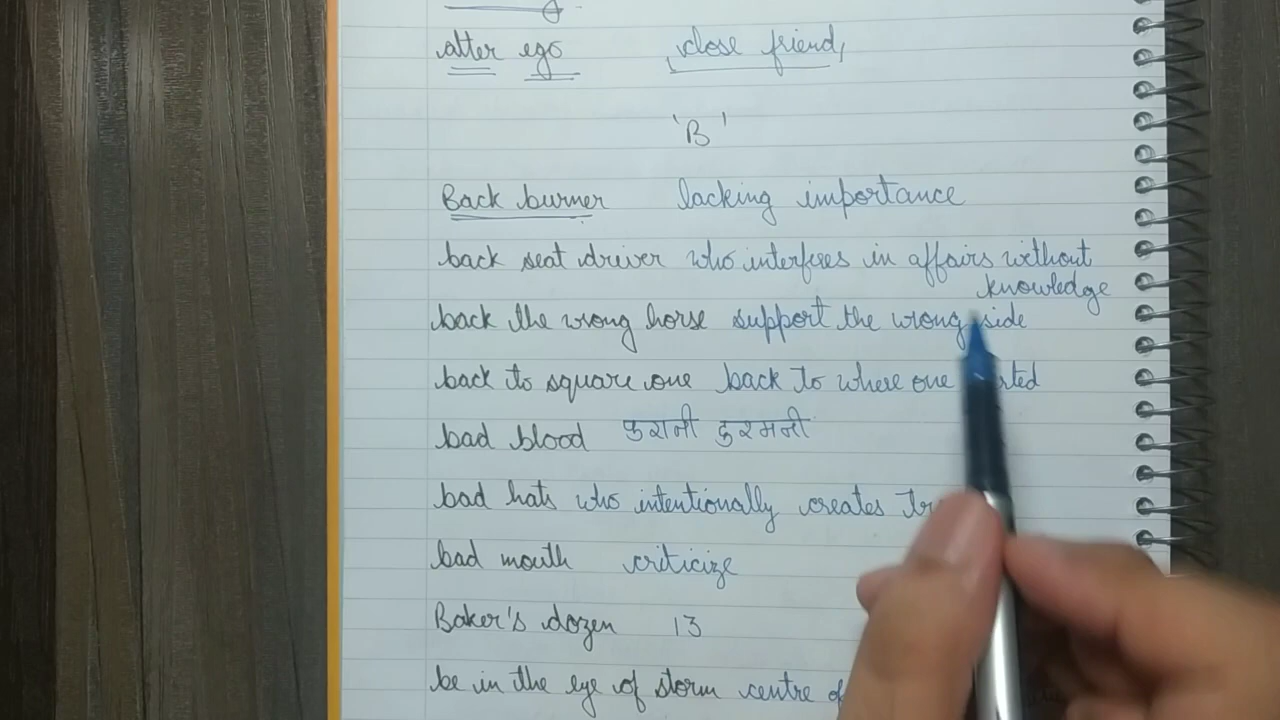 alter ego close friend,
'B'
Back burner lacking importance
back seat driver who interferes in affairs without
knowledge
back the wrong horse support the wrong side
back to square one back to where one
bad blood पुरानी दुश्मनी
bad hats who intentionally creates
bad mouth criticize
Baker's dozen 13
be in the eye of storm centre of